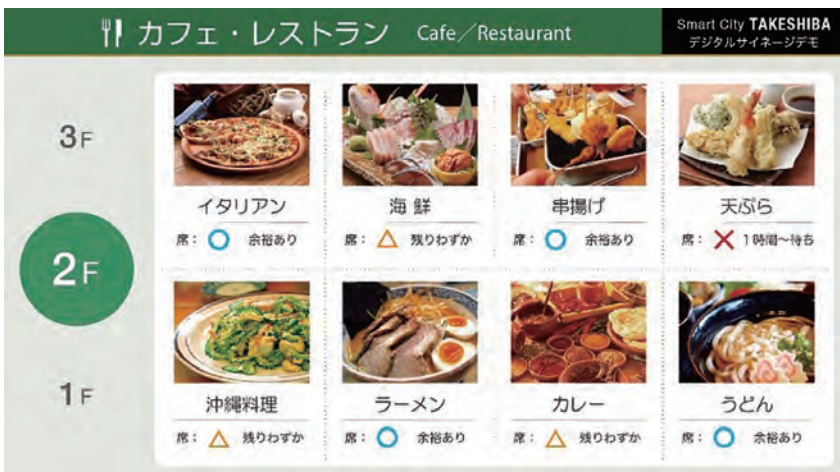 カフェ・レストラン Cafe／Restaurant
Smart City TAKESHIBA
デジタルサイネージデモ
3F
2F
1F
イタリアン
席：○ 余裕あり
海鮮
席：△ 残りわずか
串揚げ
席：○ 余裕あり
天ぷら
席：× 1時間〜待ち
沖縄料理
席：△ 残りわずか
ラーメン
席：○ 余裕あり
カレー
席：△ 残りわずか
うどん
席：○ 余裕あり